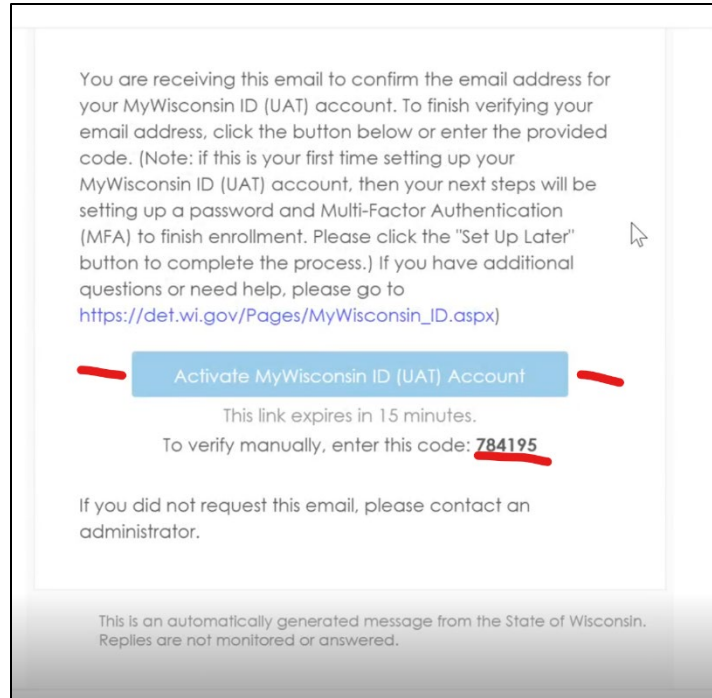 You are receiving this email to confirm the email address for
your MyWisconsin ID (UAT) account. To finish verifying your
email address, click the button below or enter the provided
code. (Note: if this is your first time setting up your
MyWisconsin ID (UAT) account, then your next steps will be
setting up a password and Multi-Factor Authentication
(MFA) to finish enrollment. Please click the "Set Up Later"
button to complete the process.) If you have additional
questions or need help, please go to
https://det.wi.gov/Pages/MyWisconsin_ID.aspx)
Activate MyWisconsin ID (UAT) Account
This link expires in 15 minutes.
To verify manually, enter this code: 784195
If you did not request this email, please contact an
administrator.
This is an automatically generated message from the State of Wisconsin.
Replies are not monitored or answered.